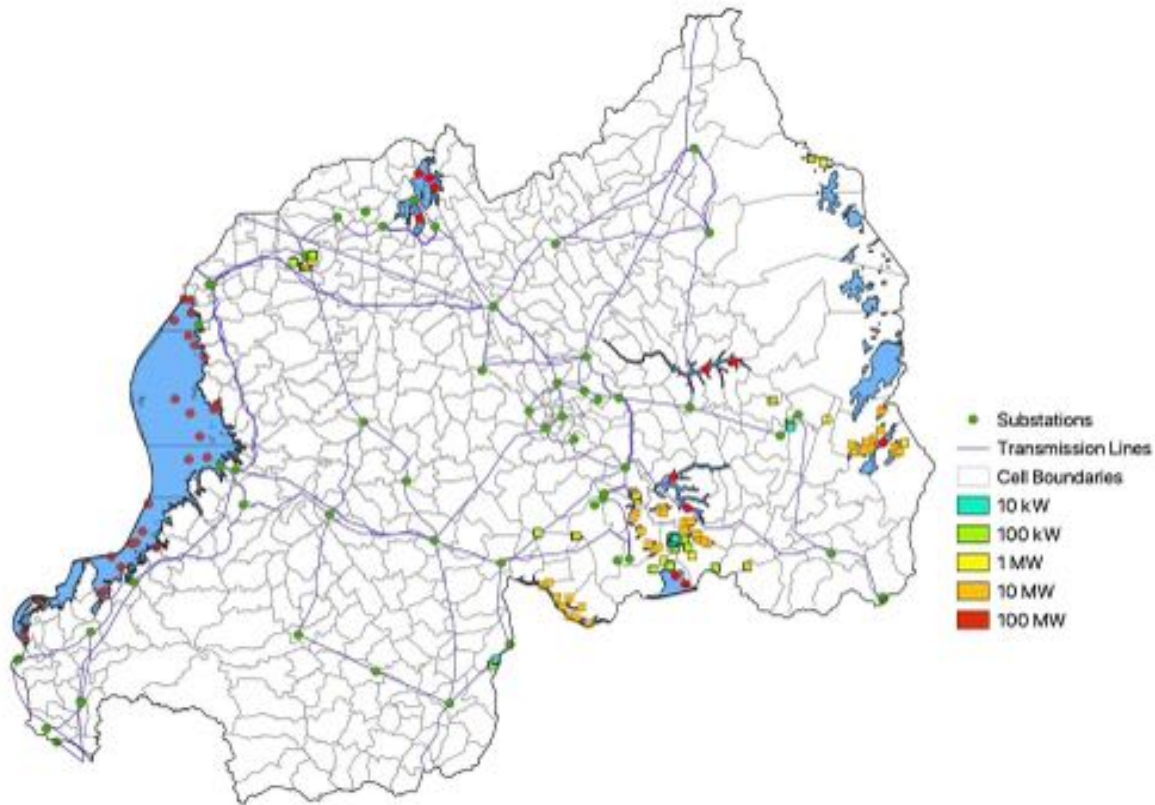 Substations
Transmission Lines
Cell Boundaries
10 kW
100 kW
1 MW
10 MW
100 MW